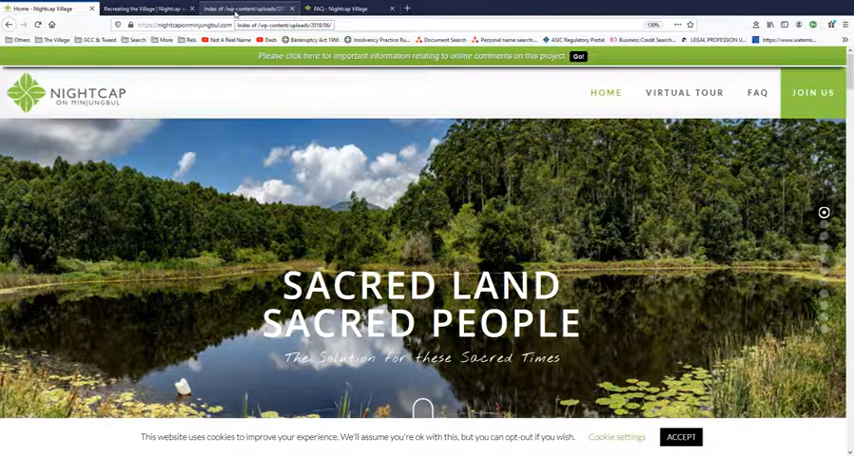 Home - Nightcap Village
Recreating the Village | Nightcap
Index of /wp-content/uploads/201
FAQ - Nightcap Village
https://nightcaponminjungbul.com
Index of /wp-content/uploads/2018/06/
130%
Others
The Village
GCC & Tweed
Search
More
Rats
Not A Real Name
Dash
Bankruptcy Act 1966
Insolvency Practice Ru...
Document Search
Personal name search...
ASIC Regulatory Portal
Business Credit Search...
LEGAL PROFESSION U...
Please click here for important information relating to online comments on this project. Go!
NIGHTCAP
ON MINJUNGBUL
HOME
VIRTUAL TOUR
FAQ
JOIN US
SACRED LAND
SACRED PEOPLE
The Solution for these Sacred Times
This website uses cookies to improve your experience. We'll assume you're ok with this, but you can opt-out if you wish. Cookie settings ACCEPT